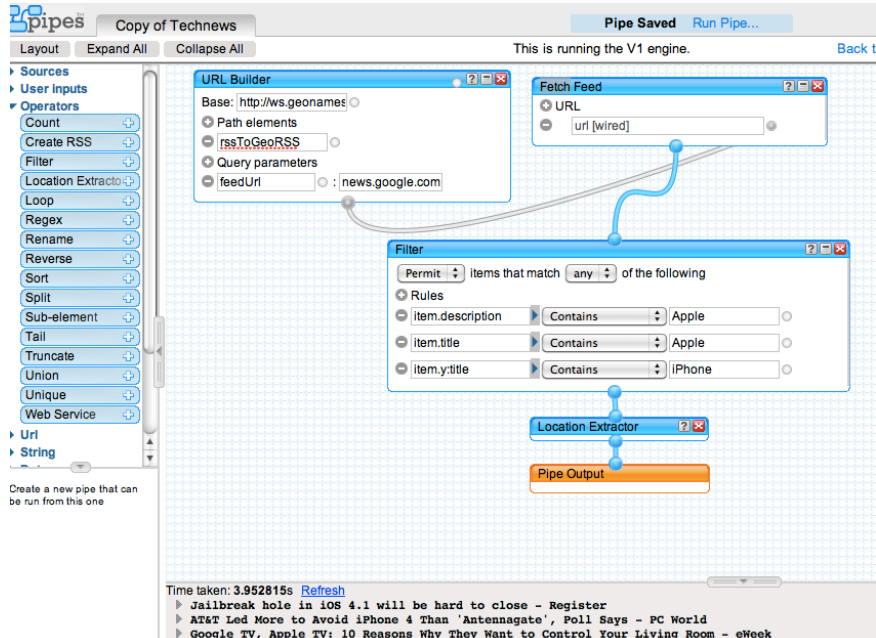 pipes
Copy of Technews
Pipe Saved Run Pipe...
Layout Expand All Collapse All
This is running the V1 engine.
Back t
Sources
User inputs
Operators
Count
Create RSS
Filter
Location Extracto
Loop
Regex
Rename
Reverse
Sort
Split
Sub-element
Tail
Truncate
Union
Unique
Web Service
Url
String
Create a new pipe that can
be run from this one
URL Builder
Base: http://ws.geonames
Path elements
rssToGeoRSS
Query parameters
feedUrl : news.google.com
Fetch Feed
URL
url [wired]
Filter
Permit items that match any of the following
Rules
item.description Contains Apple
item.title Contains Apple
item.y:title Contains iPhone
Location Extractor
Pipe Output
Time taken: 3.952815s Refresh
Jailbreak hole in iOS 4.1 will be hard to close - Register
AT&T Led More to Avoid iPhone 4 Than 'Antennagate', Poll Says - PC World
Google TV, Apple TV: 10 Reasons Why They Want to Control Your Living Room - eWeek